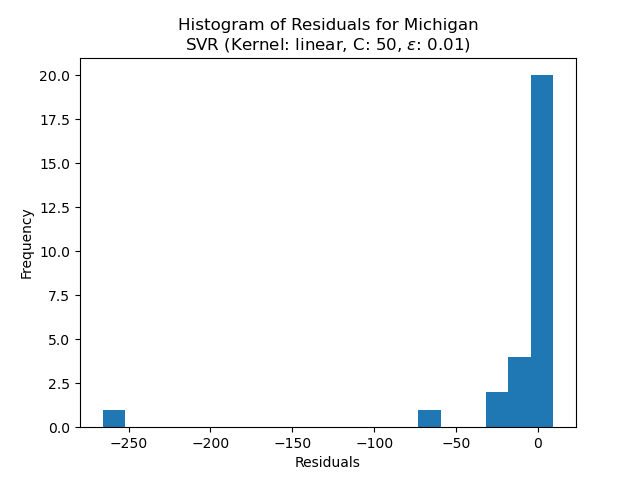 Histogram of Residuals for Michigan
SVR (Kernel: linear, C: 50, ε: 0.01)
20.0
17.5
15.0
12.5
10.0
7.5
5.0
2.5
0.0
Frequency
−250 −200 −150 −100 −50 0
Residuals